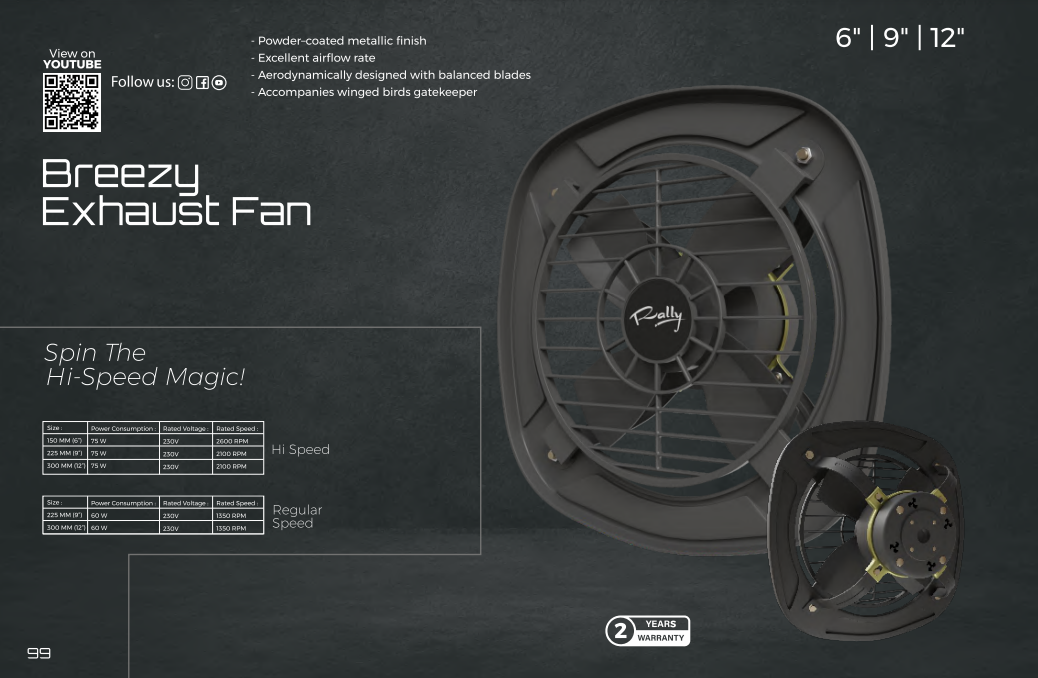 View on
YOUTUBE
Follow us:
- Powder-coated metallic finish
- Excellent airflow rate
- Aerodynamically designed with balanced blades
- Accompanies winged birds gatekeeper
6" | 9" | 12"
Breezy
Exhaust Fan
Rally
Spin The
Hi-Speed Magic!
Size : Power Consumption : Rated Voltage : Rated Speed :
150 MM (6") 75 W 230V 2600 RPM
225 MM (9") 75 W 230V 2100 RPM
300 MM (12") 75 W 230V 2100 RPM
Hi Speed
Size : Power Consumption : Rated Voltage : Rated Speed :
225 MM (9") 60 W 230V 1350 RPM
300 MM (12") 60 W 230V 1350 RPM
Regular
Speed
2 YEARS
WARRANTY
99